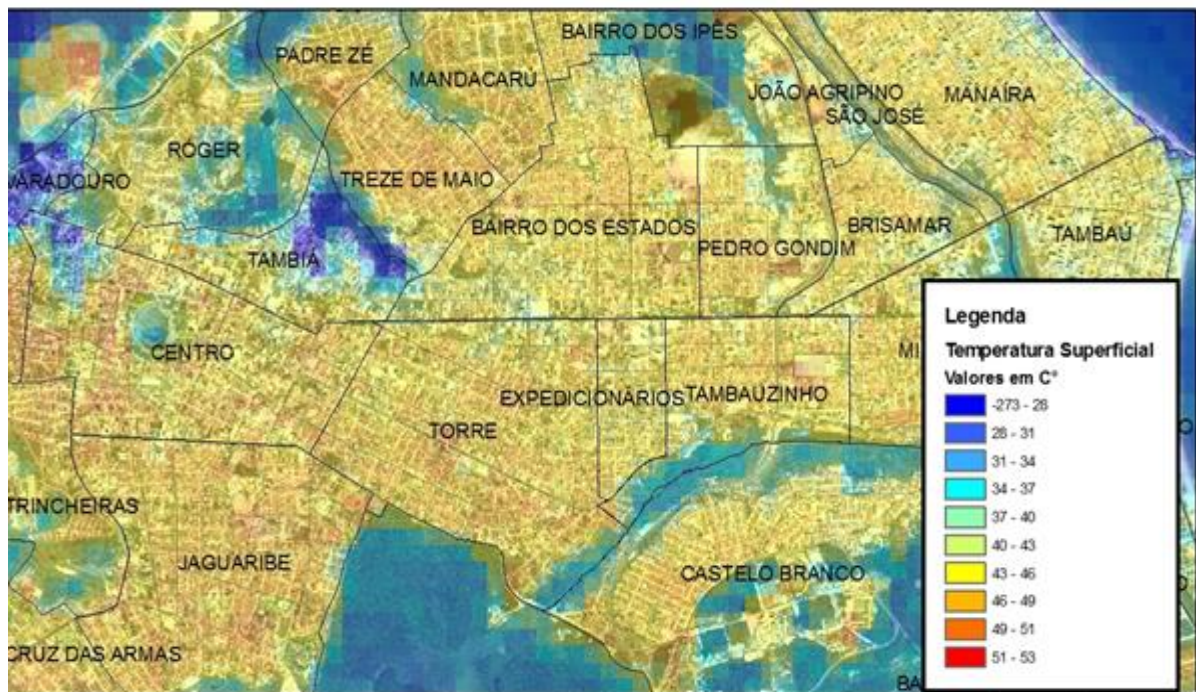 BAIRRO DOS IPÊS
PADRE ZÉ
MANDACARU
JOÃO AGRIPINO
MANAÍRA
SÃO JOSÉ
RÓGER
VARADOURO
TREZE DE MAIO
BAIRRO DOS ESTADOS
BRISAMAR
TAMBAÚ
PEDRO GONDIM
TAMBIÁ
CENTRO
MI
EXPEDICIONÁRIOS
TAMBAUZINHO
TORRE
TRINCHEIRAS
JAGUARIBE
CASTELO BRANCO
CRUZ DAS ARMAS
BA
Legenda
Temperatura Superficial
Valores em C°
-273 - 28
28 - 31
31 - 34
34 - 37
37 - 40
40 - 43
43 - 46
46 - 49
49 - 51
51 - 53